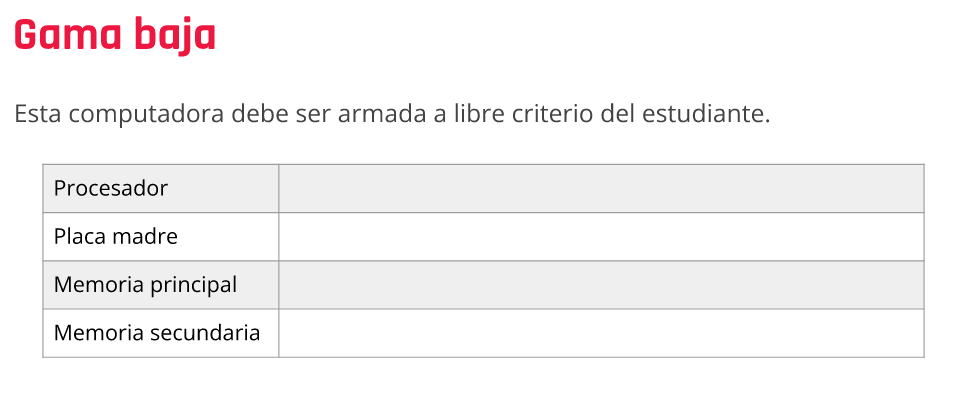 Gama baja
Esta computadora debe ser armada a libre criterio del estudiante.
Procesador
Placa madre
Memoria principal
Memoria secundaria